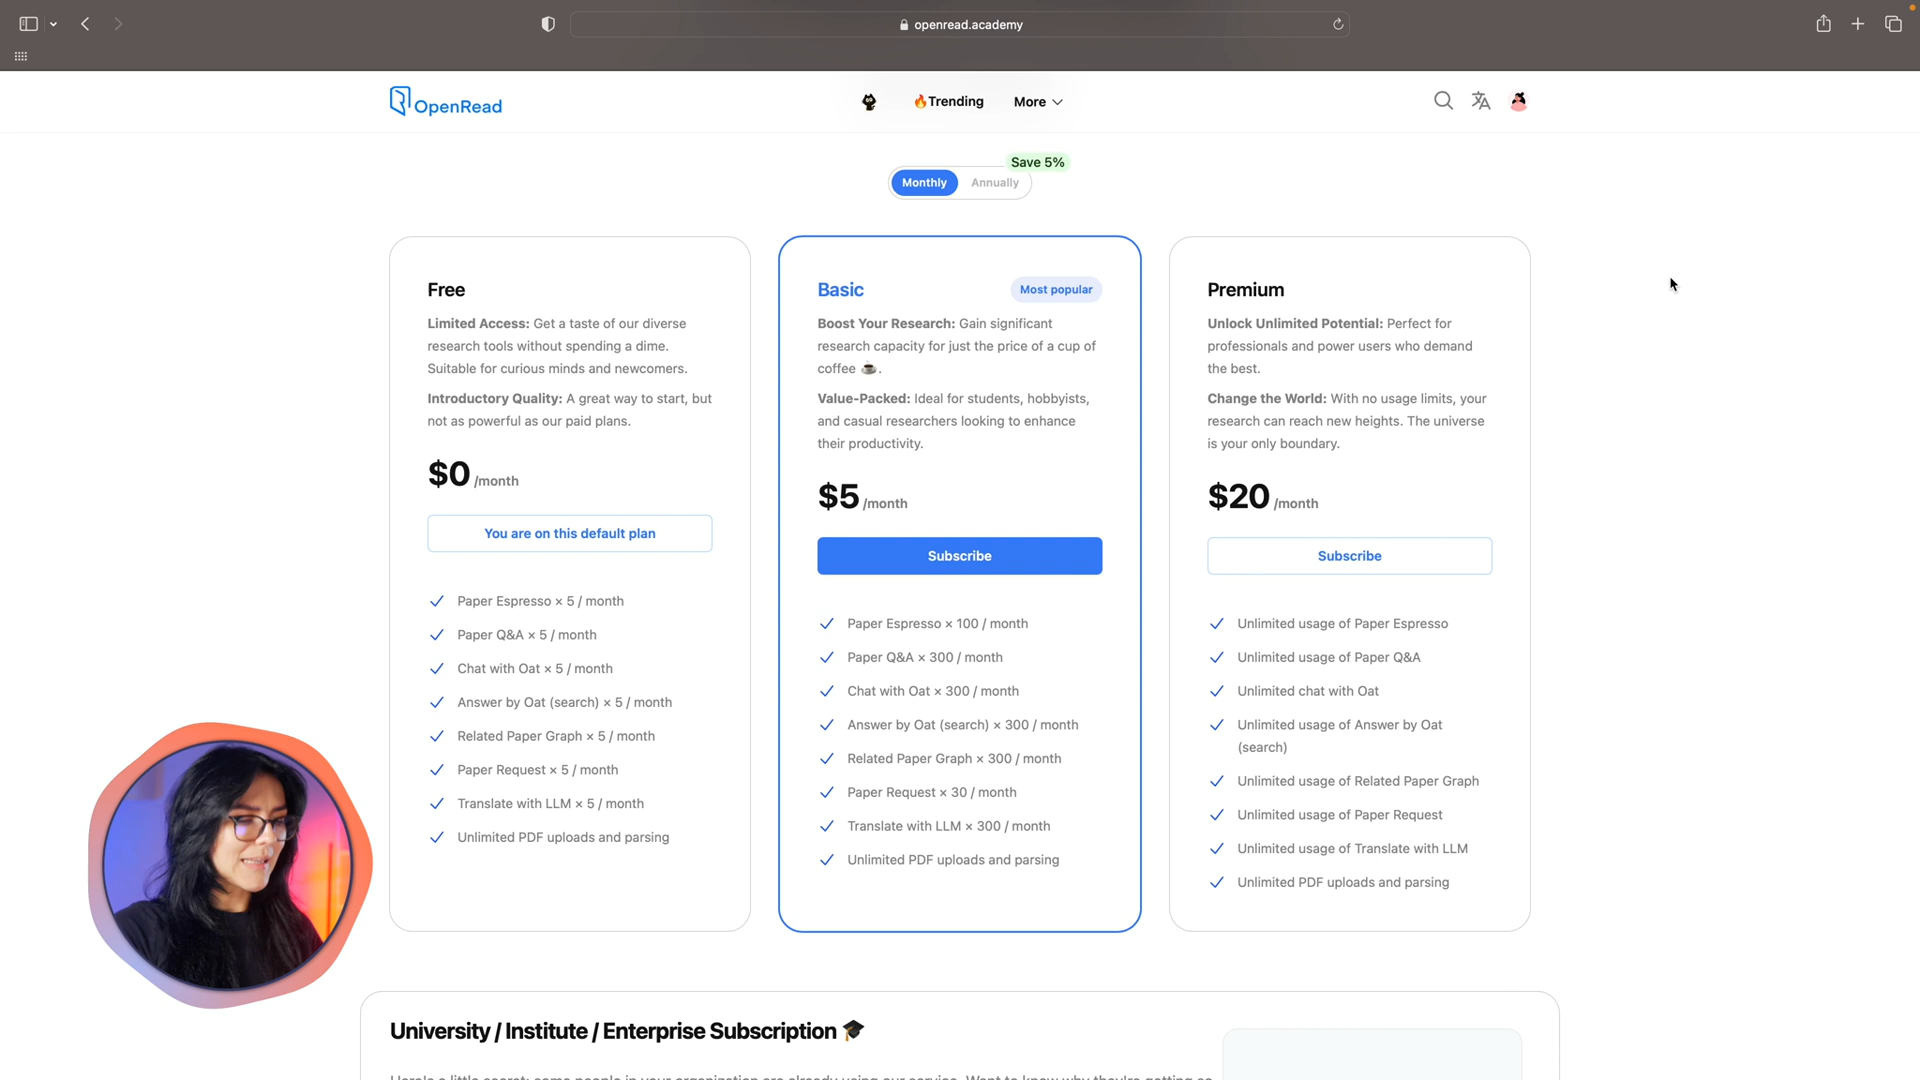 openread.academy
OpenRead
🔥Trending
More
Save 5%
Monthly
Annually
Free
Limited Access: Get a taste of our diverse
research tools without spending a dime.
Suitable for curious minds and newcomers.
Introductory Quality: A great way to start, but
not as powerful as our paid plans.
$0 /month
You are on this default plan
Paper Espresso × 5 / month
Paper Q&A × 5 / month
Chat with Oat × 5 / month
Answer by Oat (search) × 5 / month
Related Paper Graph × 5 / month
Paper Request × 5 / month
Translate with LLM × 5 / month
Unlimited PDF uploads and parsing
Basic
Most popular
Boost Your Research: Gain significant
research capacity for just the price of a cup of
coffee ☕.
Value-Packed: Ideal for students, hobbyists,
and casual researchers looking to enhance
their productivity.
$5 /month
Subscribe
Paper Espresso × 100 / month
Paper Q&A × 300 / month
Chat with Oat × 300 / month
Answer by Oat (search) × 300 / month
Related Paper Graph × 300 / month
Paper Request × 30 / month
Translate with LLM × 300 / month
Unlimited PDF uploads and parsing
Premium
Unlock Unlimited Potential: Perfect for
professionals and power users who demand
the best.
Change the World: With no usage limits, your
research can reach new heights. The universe
is your only boundary.
$20 /month
Subscribe
Unlimited usage of Paper Espresso
Unlimited usage of Paper Q&A
Unlimited chat with Oat
Unlimited usage of Answer by Oat
(search)
Unlimited usage of Related Paper Graph
Unlimited usage of Paper Request
Unlimited usage of Translate with LLM
Unlimited PDF uploads and parsing
University / Institute / Enterprise Subscription 🎓